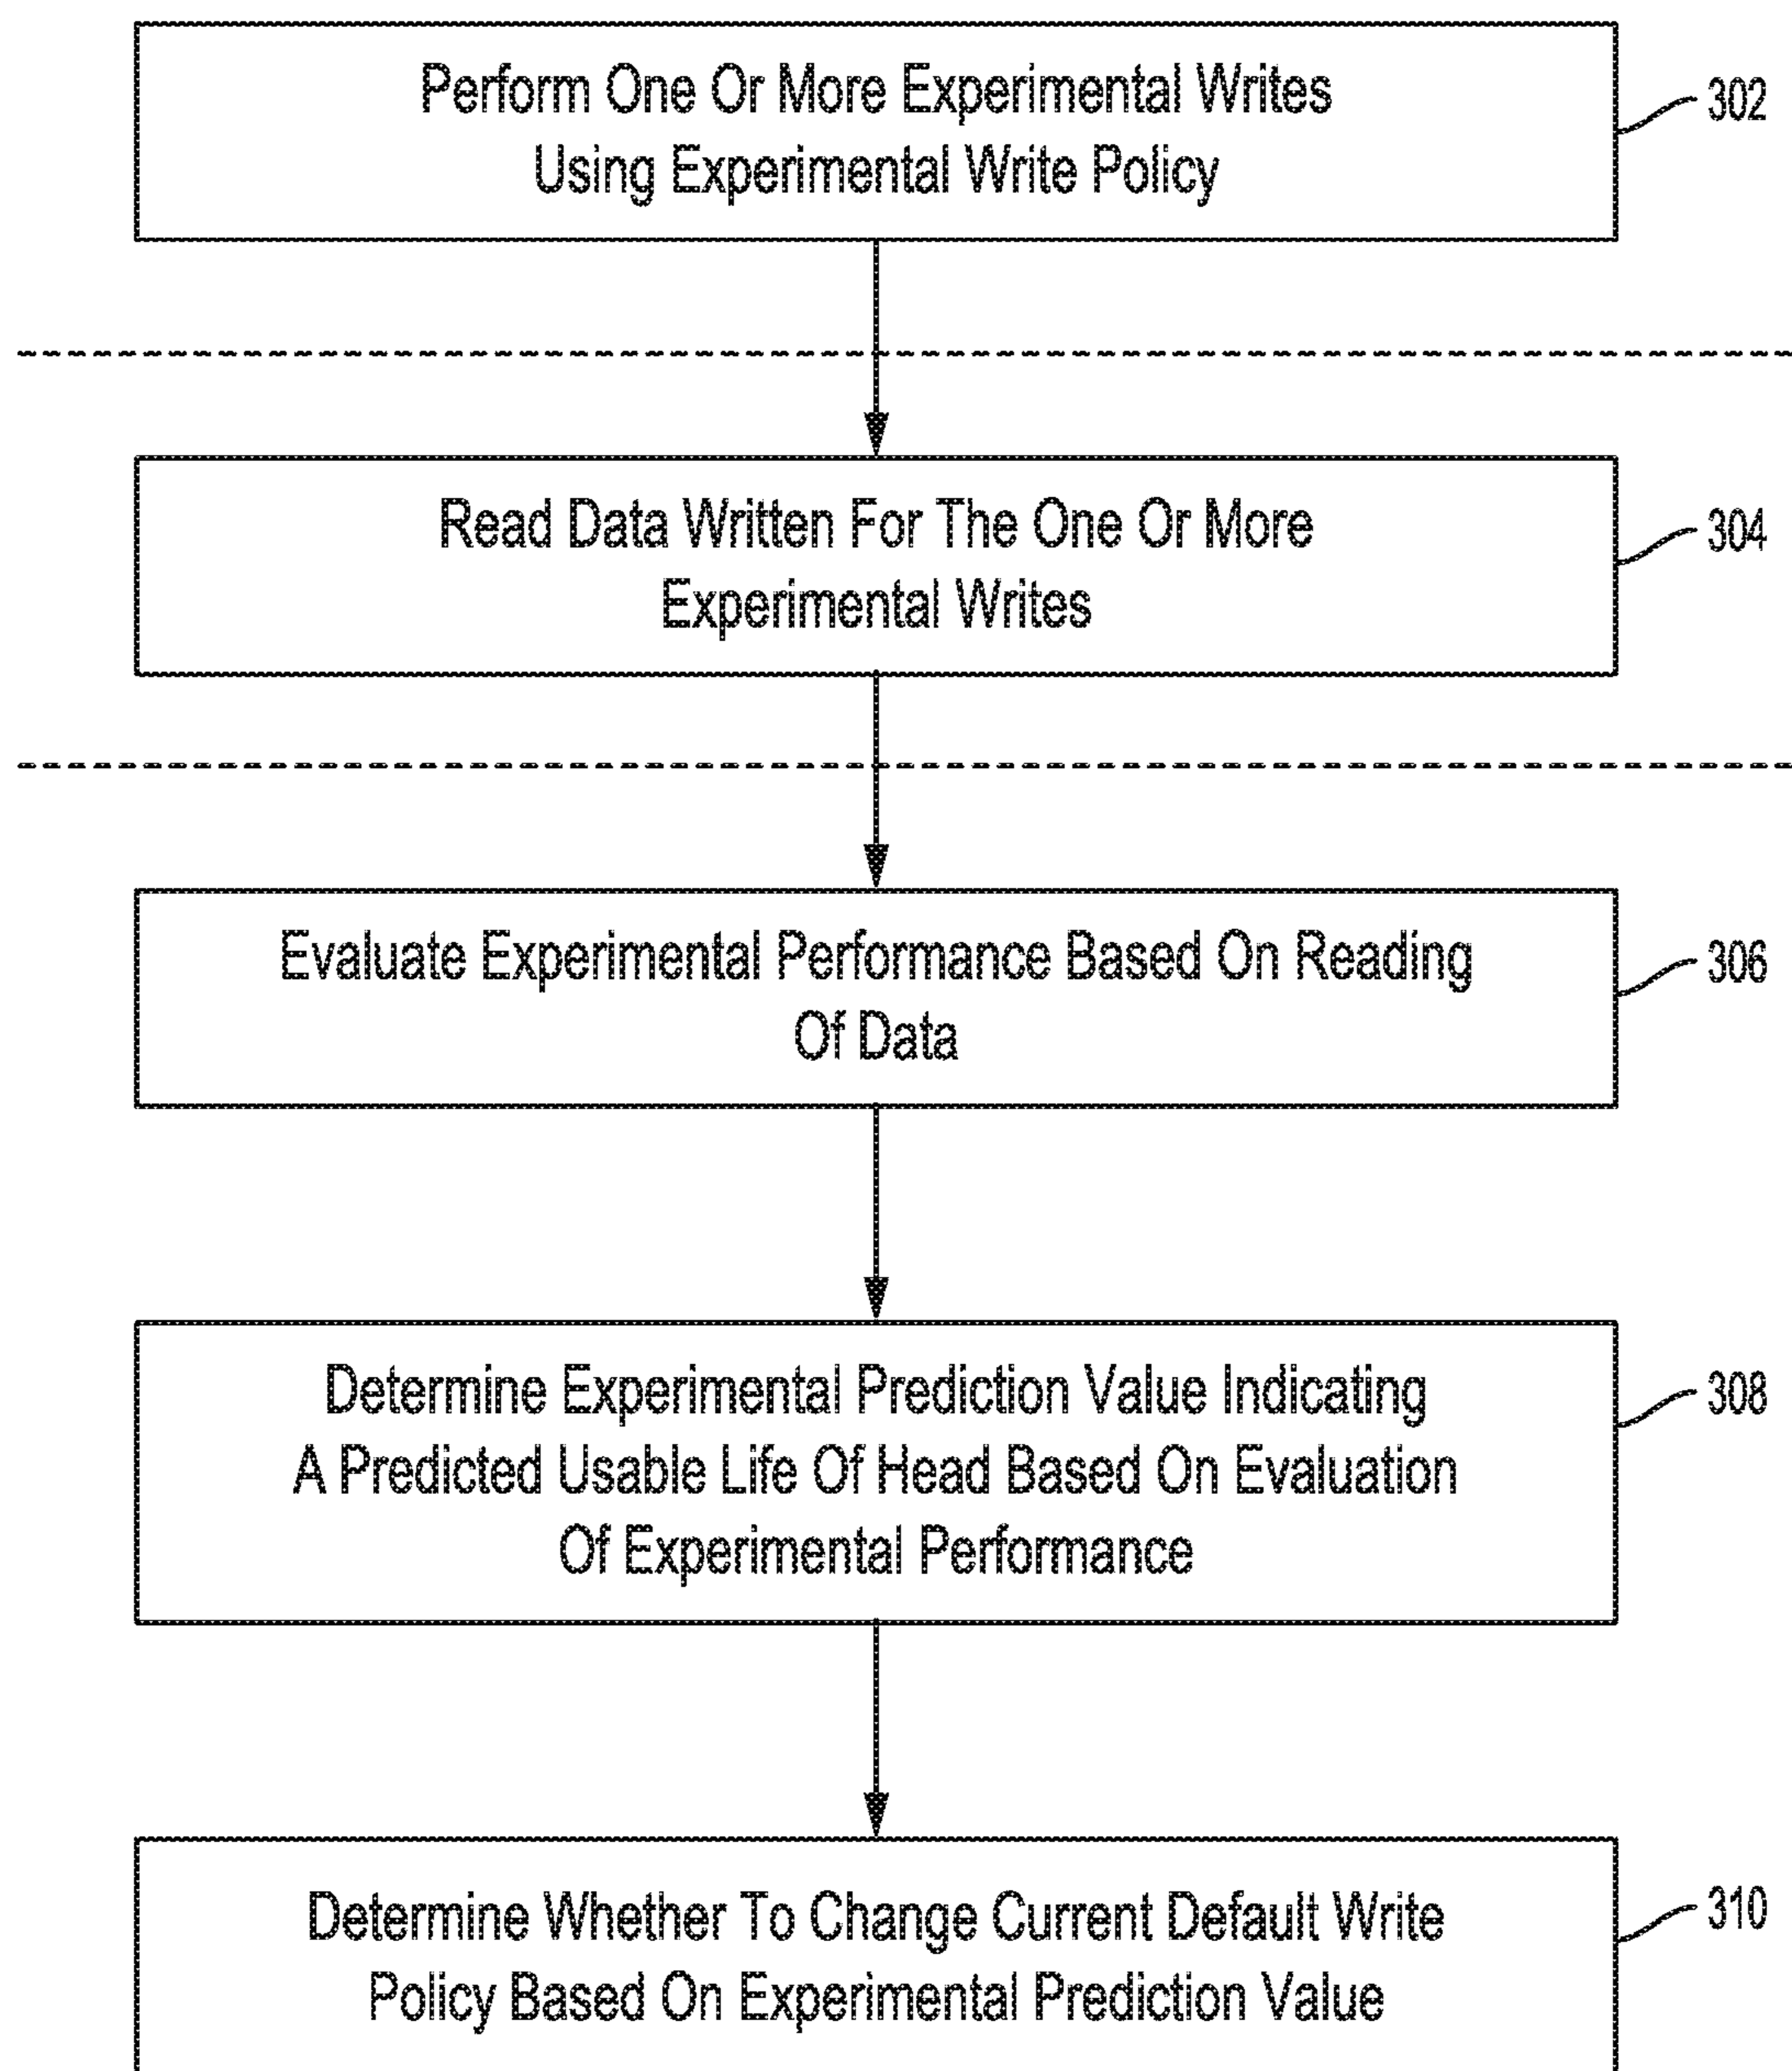 Perform One Or More Experimental Writes
Using Experimental Write Policy
302
Read Data Written For The One Or More
Experimental Writes
304
Evaluate Experimental Performance Based On Reading
Of Data
306
Determine Experimental Prediction Value Indicating
A Predicted Usable Life Of Head Based On Evaluation
Of Experimental Performance
308
Determine Whether To Change Current Default Write
Policy Based On Experimental Prediction Value
310